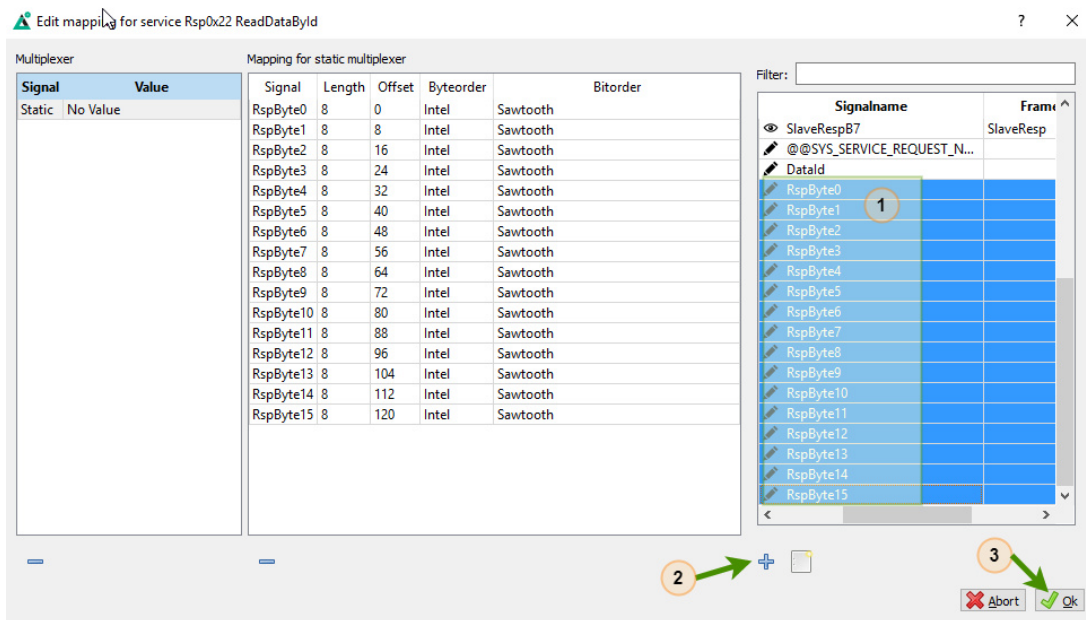 Edit mapping for service Rsp0x22 ReadDataById
?
Multiplexer
Mapping for static multiplexer
Filter:
Signal Value
Static No Value
Signal Length Offset Byteorder Bitorder
RspByte0 8 0 Intel Sawtooth
RspByte1 8 8 Intel Sawtooth
RspByte2 8 16 Intel Sawtooth
RspByte3 8 24 Intel Sawtooth
RspByte4 8 32 Intel Sawtooth
RspByte5 8 40 Intel Sawtooth
RspByte6 8 48 Intel Sawtooth
RspByte7 8 56 Intel Sawtooth
RspByte8 8 64 Intel Sawtooth
RspByte9 8 72 Intel Sawtooth
RspByte10 8 80 Intel Sawtooth
RspByte11 8 88 Intel Sawtooth
RspByte12 8 96 Intel Sawtooth
RspByte13 8 104 Intel Sawtooth
RspByte14 8 112 Intel Sawtooth
RspByte15 8 120 Intel Sawtooth
Signalname Frame
SlaveRespB7 SlaveResp
@@SYS_SERVICE_REQUEST_N...
DataId
RspByte0
RspByte1
RspByte2
RspByte3
RspByte4
RspByte5
RspByte6
RspByte7
RspByte8
RspByte9
RspByte10
RspByte11
RspByte12
RspByte13
RspByte14
RspByte15
1
2
3
Abort
Ok